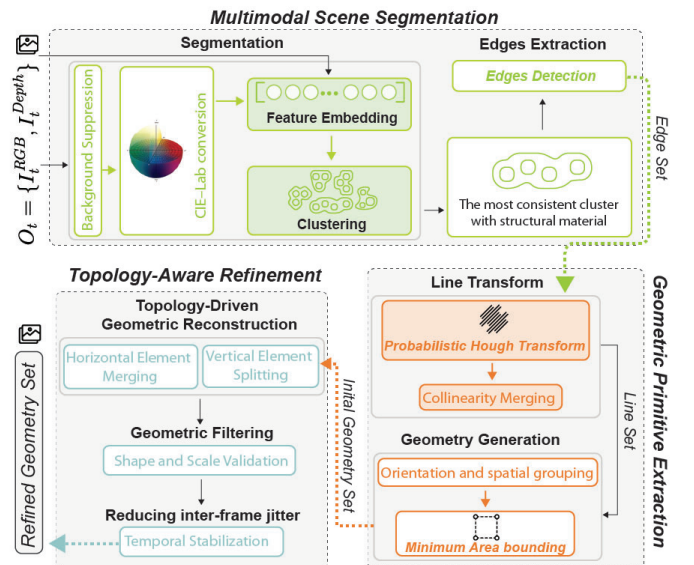 Multimodal Scene Segmentation
Segmentation
Edges Extraction
O_t = {I_t^{RGB}, I_t^{Depth}}
Background Suppression
CIE-Lab conversion
Feature Embedding
Clustering
Edges Detection
The most consistent cluster
with structural material
Edge Set
Geometric Primitive Extraction
Line Transform
Probabilistic Hough Transform
Collinearity Merging
Line Set
Geometry Generation
Orientation and spatial grouping
Minimum Area bounding
Inital Geometry Set
Topology-Aware Refinement
Topology-Driven
Geometric Reconstruction
Horizontal Element
Merging
Vertical Element
Splitting
Geometric Filtering
Shape and Scale Validation
Reducing inter-frame jitter
Temporal Stabilization
Refined Geometry Set